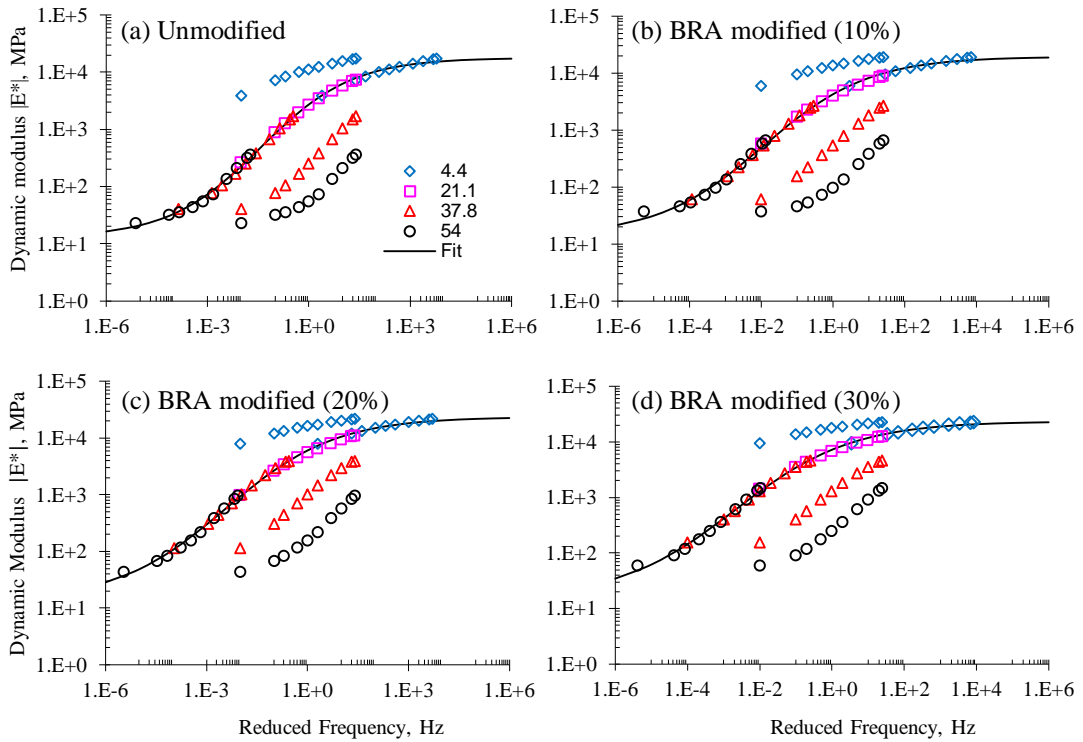 (a) Unmodified
Dynamic modulus |E*|, MPa
1.E+5
1.E+4
1.E+3
1.E+2
1.E+1
1.E+0
4.4
21.1
37.8
54
Fit
1.E-6 1.E-3 1.E+0 1.E+3 1.E+6
(b) BRA modified (10%)
1.E+5
1.E+4
1.E+3
1.E+2
1.E+1
1.E+0
1.E-6 1.E-4 1.E-2 1.E+0 1.E+2 1.E+4 1.E+6
(c) BRA modified (20%)
Dynamic Modulus |E*|, MPa
1.E+5
1.E+4
1.E+3
1.E+2
1.E+1
1.E+0
1.E-6 1.E-3 1.E+0 1.E+3 1.E+6
Reduced Frequency, Hz
(d) BRA modified (30%)
1.E+5
1.E+4
1.E+3
1.E+2
1.E+1
1.E+0
1.E-6 1.E-4 1.E-2 1.E+0 1.E+2 1.E+4 1.E+6
Reduced Frequency, Hz